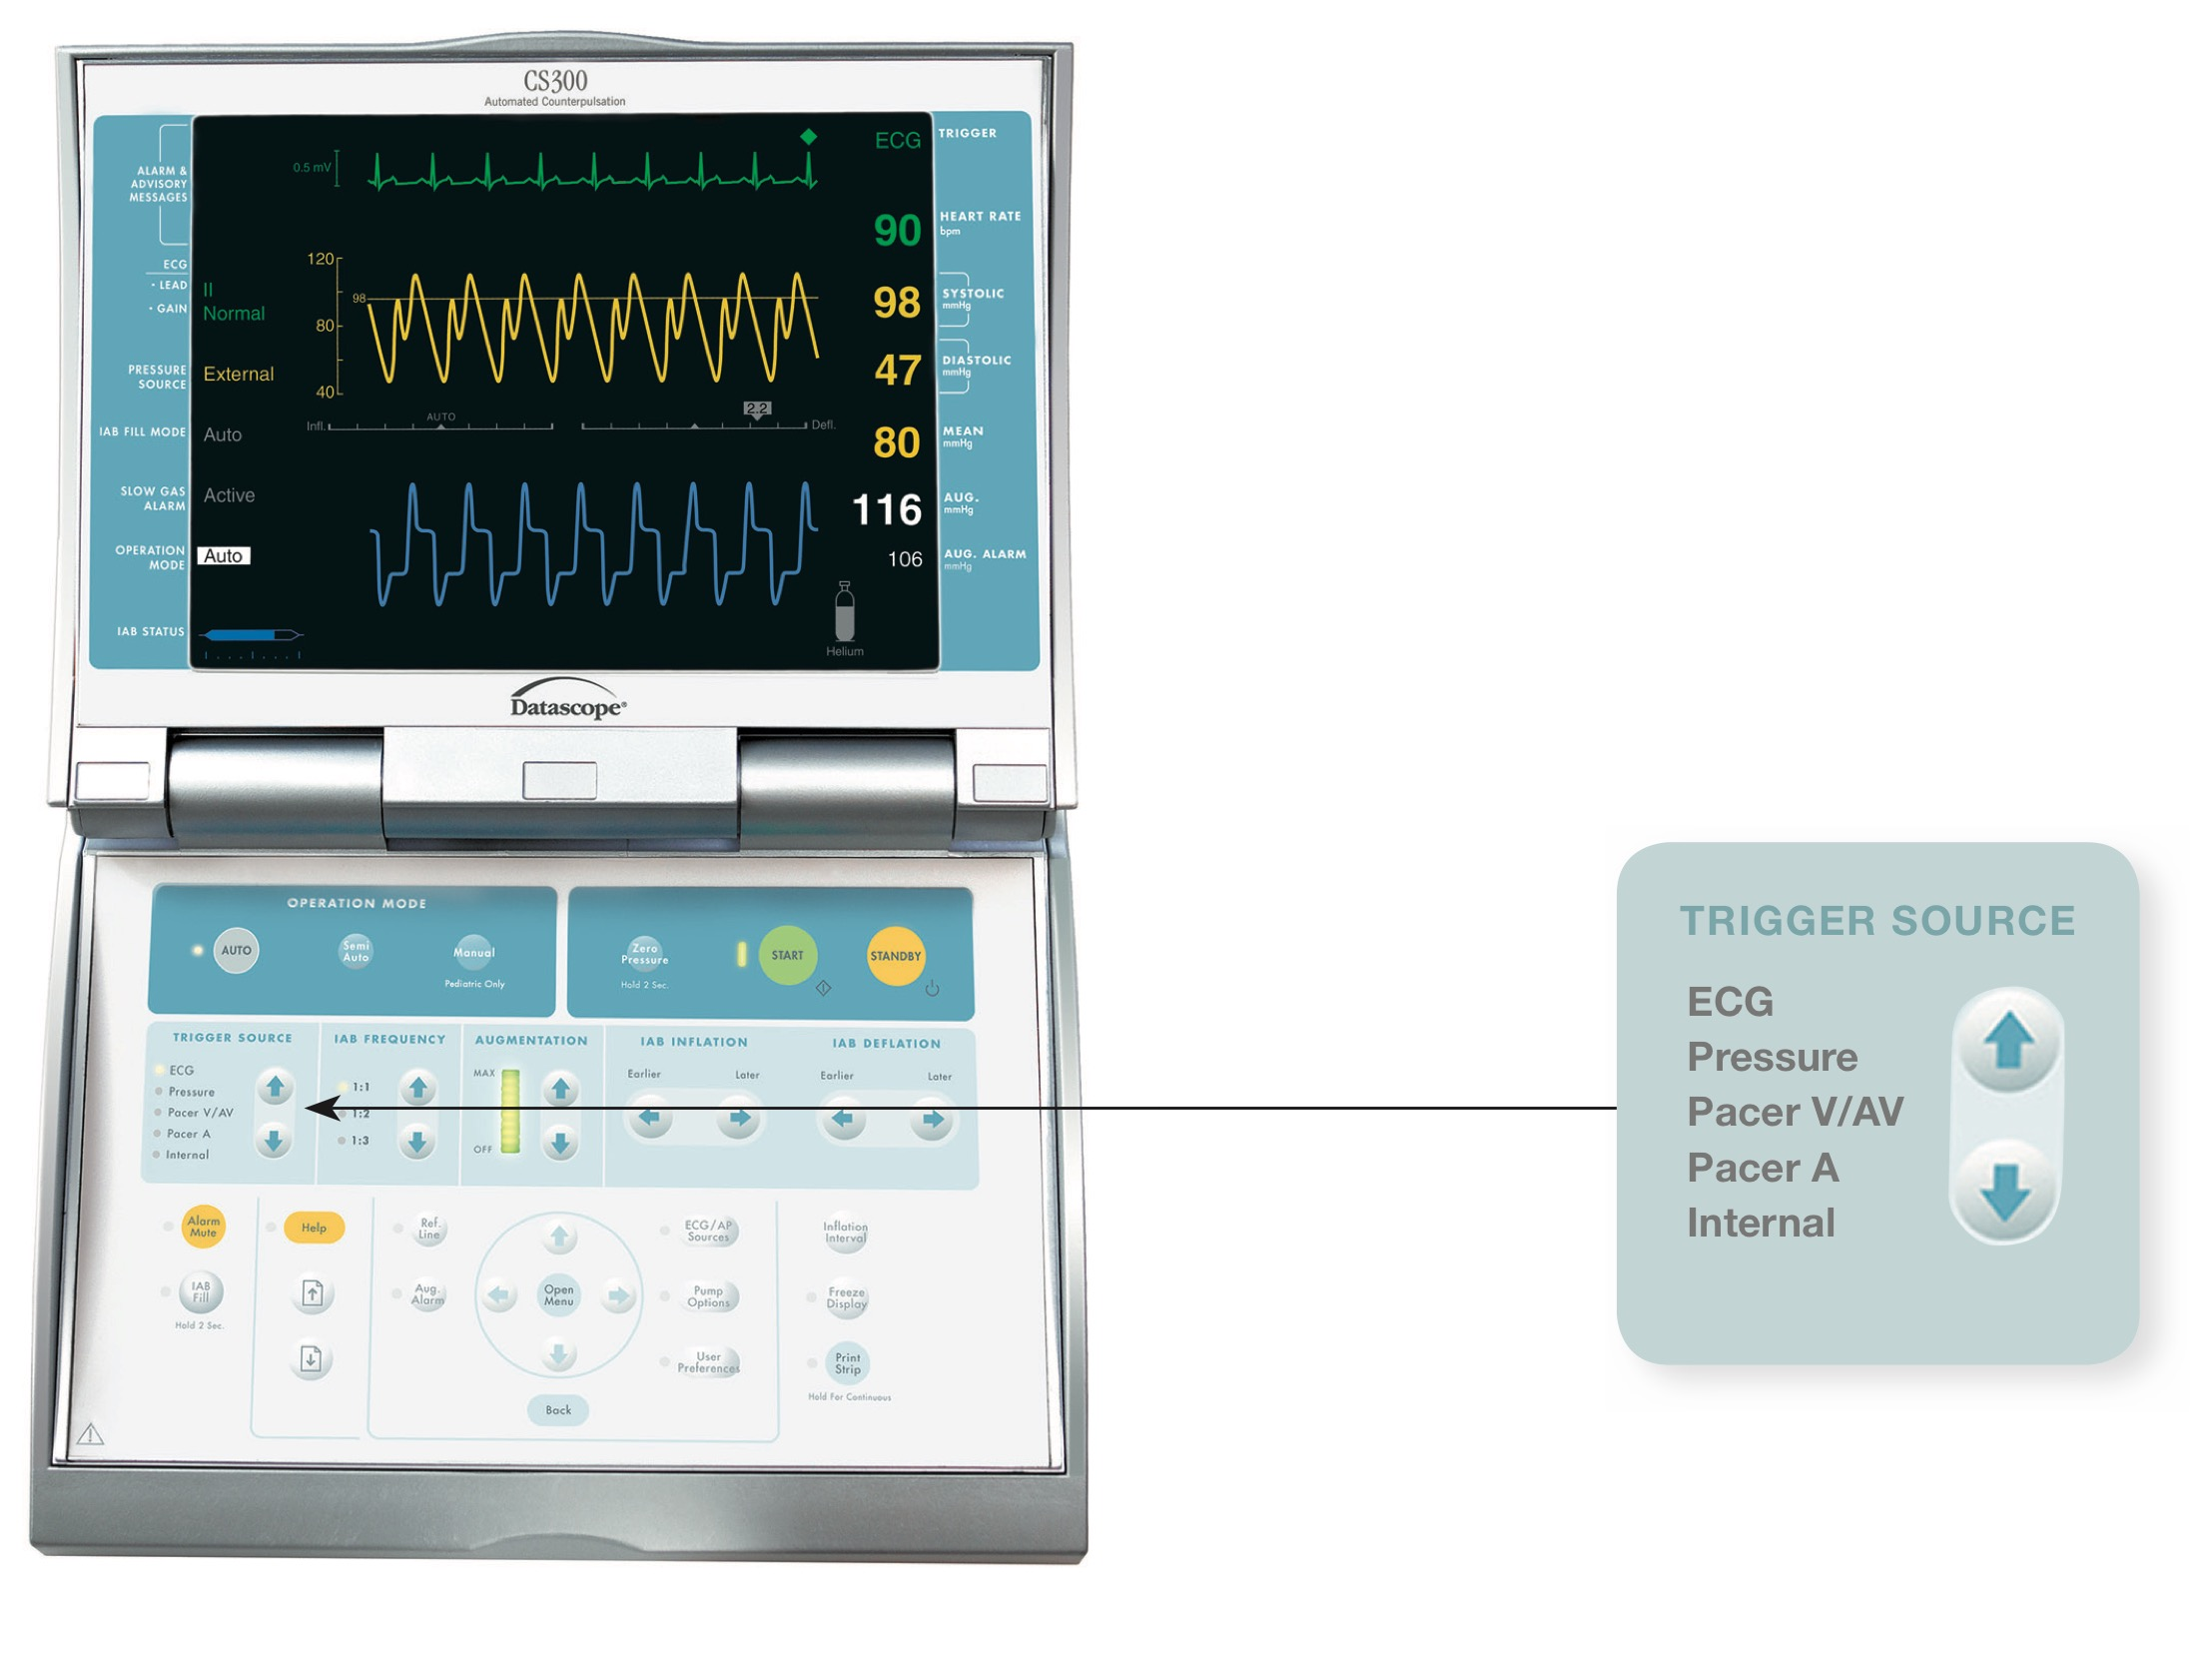 CS300
Automated Counterpulsation
ALARM &
ADVISORY
MESSAGES
ECG
• LEAD
• GAIN
PRESSURE
SOURCE
IAB FILL MODE
SLOW GAS
ALARM
OPERATION
MODE
IAB STATUS
0.5 mV
II
Normal
External
Auto
Active
Auto
120
98
80
40
Infl.
AUTO
2.2
Defl.
ECG
90
98
47
80
116
106
Helium
TRIGGER
HEART RATE
bpm
SYSTOLIC
mmHg
DIASTOLIC
mmHg
MEAN
mmHg
AUG.
mmHg
AUG. ALARM
mmHg
Datascope®
OPERATION MODE
AUTO
Semi
Auto
Manual
Pediatric Only
Zero
Pressure
Hold 2 Sec.
START
STANDBY
TRIGGER SOURCE
ECG
Pressure
Pacer V/AV
Pacer A
Internal
IAB FREQUENCY
1:1
1:2
1:3
AUGMENTATION
MAX
OFF
IAB INFLATION
Earlier
Later
IAB DEFLATION
Earlier
Later
Alarm
Mute
IAB
Fill
Hold 2 Sec.
Help
Ref.
Line
Aug.
Alarm
Open
Menu
Back
ECG/AP
Sources
Pump
Options
User
Preferences
Inflation
Interval
Freeze
Display
Print
Strip
Hold For Continuous
TRIGGER SOURCE
ECG
Pressure
Pacer V/AV
Pacer A
Internal